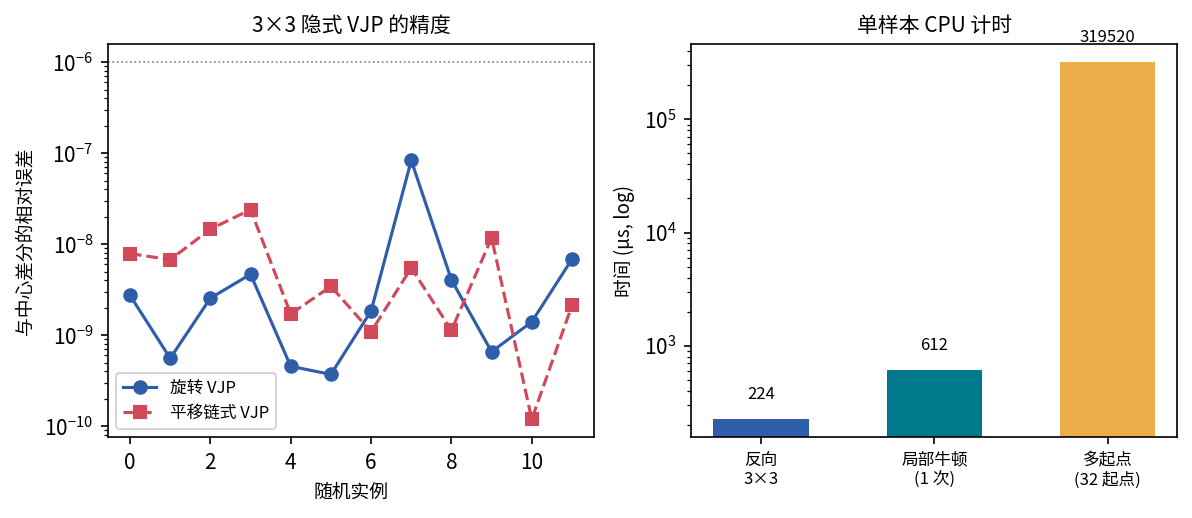 3×3 隐式 VJP 的精度
与中心差分的相对误差
10⁻⁶
10⁻⁷
10⁻⁸
10⁻⁹
10⁻¹⁰
旋转 VJP
平移链式 VJP
0 2 4 6 8 10
随机实例
单样本 CPU 计时
时间 (μs, log)
10⁵
10⁴
10³
224
612
319520
反向
3×3
局部牛顿
(1 次)
多起点
(32 起点)